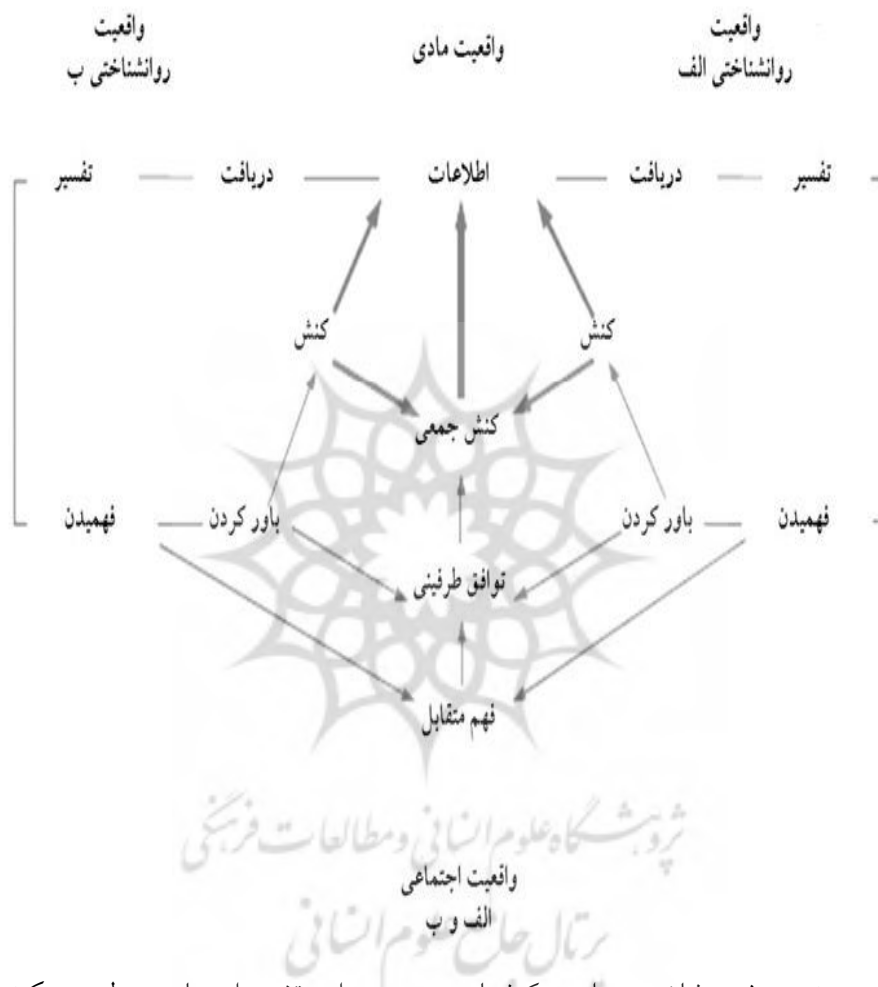 واقعیت
روانشناختی الف
واقعیت مادی
واقعیت
روانشناختی ب
تفسیر دریافت اطلاعات دریافت تفسیر
کنش کنش
کنش جمعی
فهمیدن باور کردن باور کردن فهمیدن
توافق طرفینی
فهم متقابل
پژوهشگاه علوم انسانی و مطالعات فرهنگی
واقعیت اجتماعی
الف و ب
پرتال جامع علوم انسانی